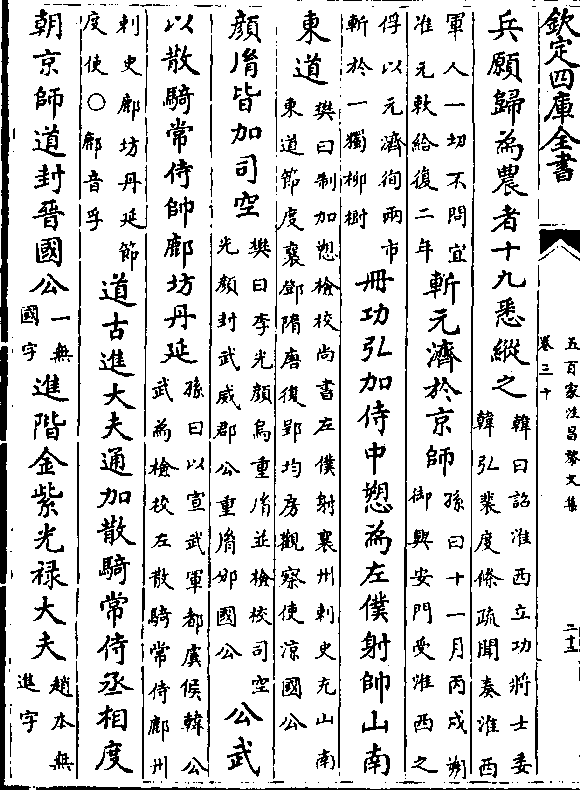 欽定四庫全書
五百家注昌黎文集
卷三十
兵願歸為農者十九悉縱之
韓曰詔淮西立功將士委
韓弘裴度條疏聞奏淮西
軍人一切不問宜
准元敕給復二年
斬元濟於京師
孫曰十一月丙戌朔
御興安門受淮西之
俘以元濟徇兩市
斬於一獨柳樹
冊功弘加侍中愬為左僕射帥山南
東道
樊曰制加愬檢校尚書左僕射襄州刺史充山南
東道節度襄鄧隋唐復郢均房觀察使涼國公
顔胤皆加司空
樊曰李光顔烏重胤並檢校司空
光顔封武威郡公重胤邠國公
公武
以散騎常侍帥鄜坊丹延
孫曰以宣武軍都虞候韓公
武為檢校左散騎常侍鄜州
刺史鄜坊丹延節
度使○鄜音孚
道古進大夫通加散騎常侍丞相度
朝京師道封晉國公
一無
國字
進階金紫光禄大夫
趙本無
進字